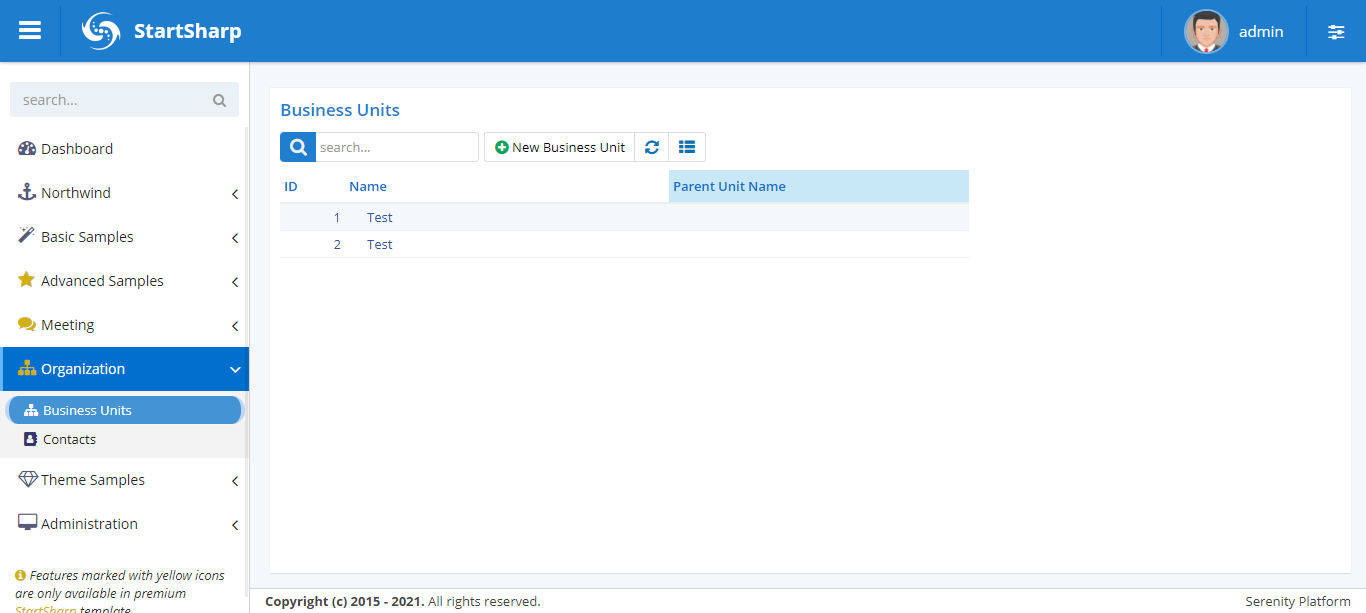 StartSharp
admin
search...
Dashboard
Northwind
Basic Samples
Advanced Samples
Meeting
Organization
Business Units
Contacts
Theme Samples
Administration
Features marked with yellow icons
are only available in premium
StartSharp template
Business Units
search...
New Business Unit
ID Name Parent Unit Name
1 Test
2 Test
Copyright (c) 2015 - 2021. All rights reserved.
Serenity Platform